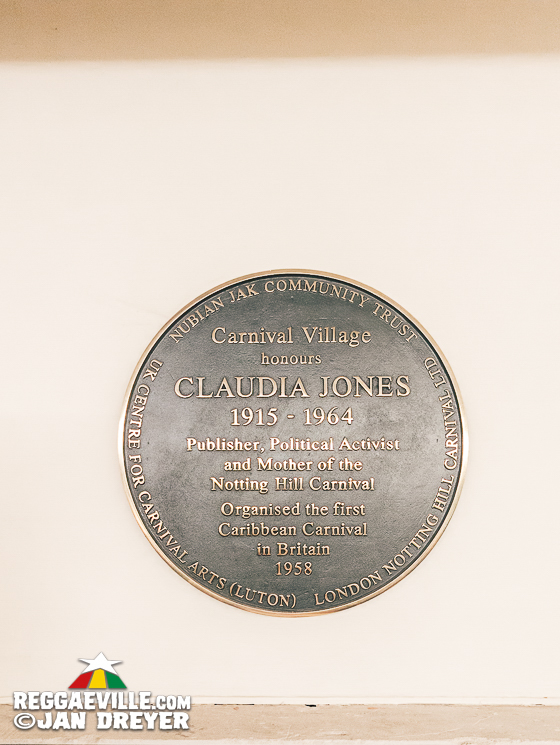 NUBIAN JAK COMMUNITY TRUST
Carnival Village
honours
CLAUDIA JONES
1915 - 1964
Publisher, Political Activist
and Mother of the
Notting Hill Carnival
Organised the first
Caribbean Carnival
in Britain
1958
UK CENTRE FOR CARNIVAL ARTS (LUTON)
LONDON NOTTING HILL CARNIVAL LTD
REGGAEVILLE.COM
©JAN DREYER